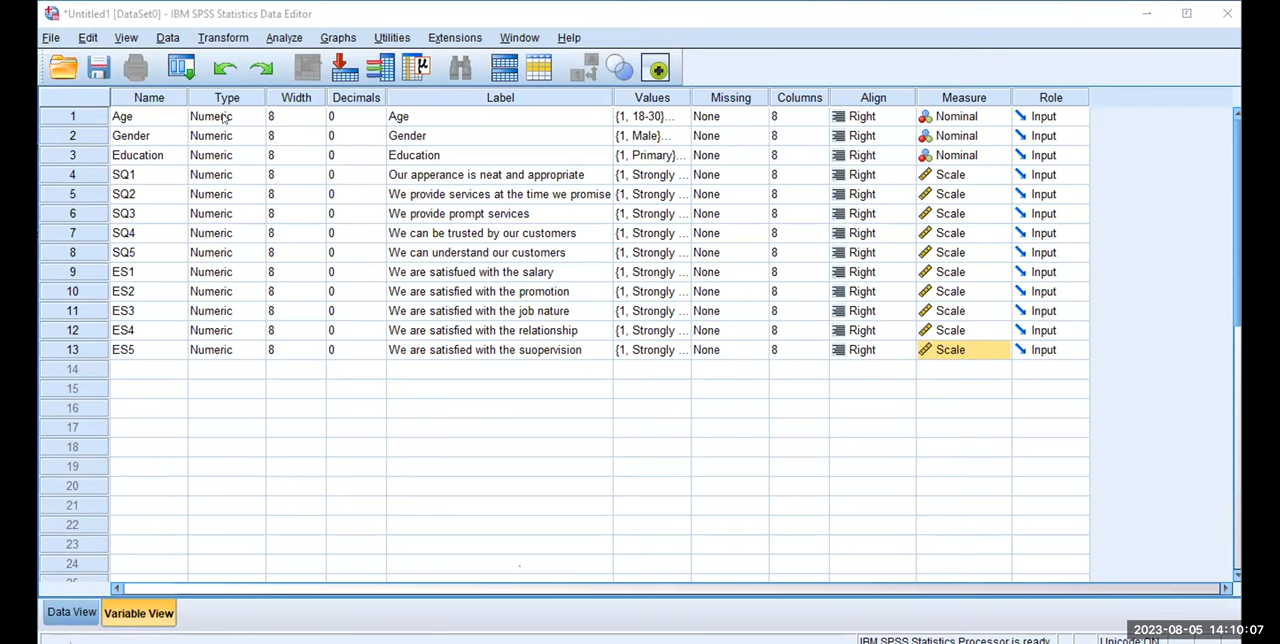 *Untitled1 [DataSet0] - IBM SPSS Statistics Data Editor
File Edit View Data Transform Analyze Graphs Utilities Extensions Window Help
Name Type Width Decimals Label Values Missing Columns Align Measure Role
1 Age Numeric 8 0 Age {1, 18-30}... None 8 Right Nominal Input
2 Gender Numeric 8 0 Gender {1, Male}... None 8 Right Nominal Input
3 Education Numeric 8 0 Education {1, Primary}... None 8 Right Nominal Input
4 SQ1 Numeric 8 0 Our apperance is neat and appropriate {1, Strongly ... None 8 Right Scale Input
5 SQ2 Numeric 8 0 We provide services at the time we promise {1, Strongly ... None 8 Right Scale Input
6 SQ3 Numeric 8 0 We provide prompt services {1, Strongly ... None 8 Right Scale Input
7 SQ4 Numeric 8 0 We can be trusted by our customers {1, Strongly ... None 8 Right Scale Input
8 SQ5 Numeric 8 0 We can understand our customers {1, Strongly ... None 8 Right Scale Input
9 ES1 Numeric 8 0 We are satisfued with the salary {1, Strongly ... None 8 Right Scale Input
10 ES2 Numeric 8 0 We are satisfied with the promotion {1, Strongly ... None 8 Right Scale Input
11 ES3 Numeric 8 0 We are satisfied with the job nature {1, Strongly ... None 8 Right Scale Input
12 ES4 Numeric 8 0 We are satisfied with the relationship {1, Strongly ... None 8 Right Scale Input
13 ES5 Numeric 8 0 We are satisfied with the suopervision {1, Strongly ... None 8 Right Scale Input
14
15
16
17
18
19
20
21
22
23
24
Data View Variable View
IBM SPSS Statistics Processor is ready Unicode:ON
2023-08-05 14:10:07